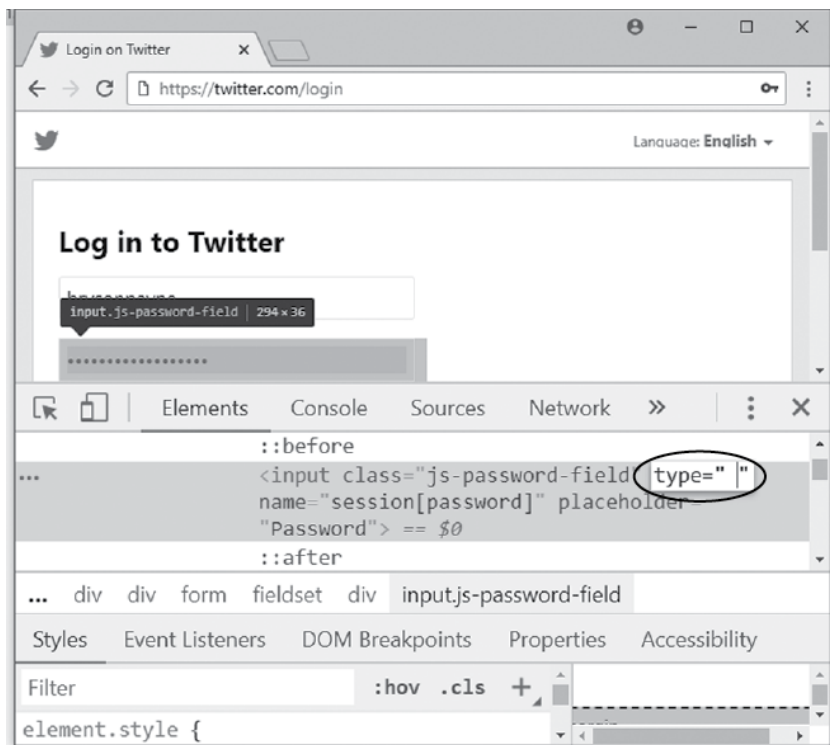 Login on Twitter
https://twitter.com/login
Language: English
Log in to Twitter
brysonpayne
input.js-password-field | 294 × 36
Elements Console Sources Network »
::before
... <input class="js-password-field" type=" "
name="session[password]" placeholder=
"Password"> == $0
::after
... div div form fieldset div input.js-password-field
Styles Event Listeners DOM Breakpoints Properties Accessibility
Filter :hov .cls +
element.style {